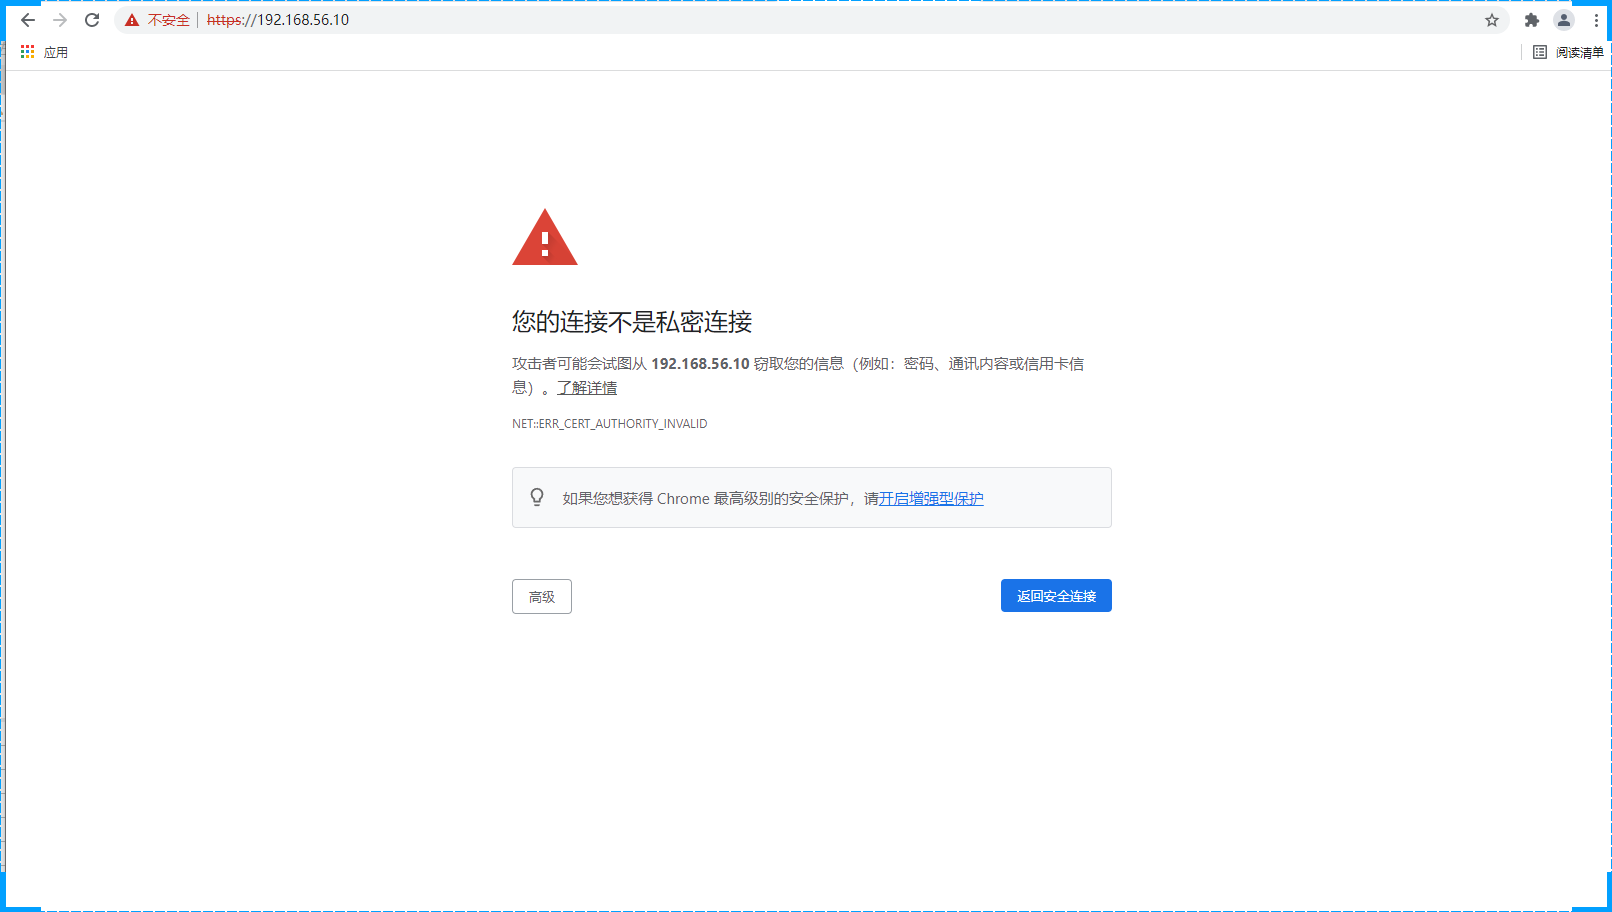 不安全 https://192.168.56.10
应用 阅读清单
您的连接不是私密连接
攻击者可能会试图从 192.168.56.10 窃取您的信息（例如：密码、通讯内容或信用卡信
息）。了解详情
NET::ERR_CERT_AUTHORITY_INVALID
如果您想获得 Chrome 最高级别的安全保护，请开启增强型保护
高级 返回安全连接